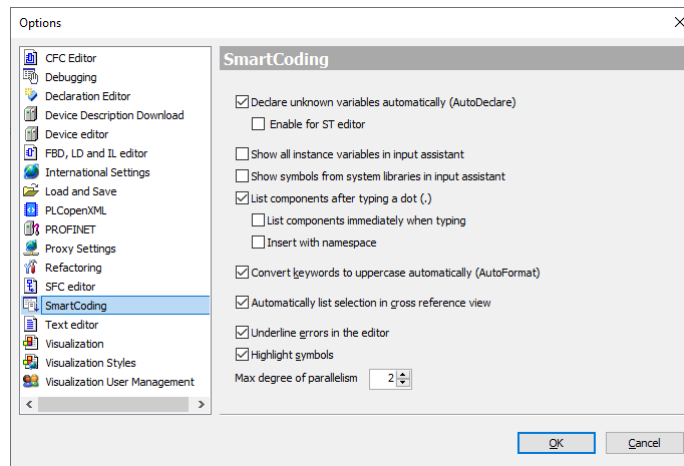 Options
CFC Editor
Debugging
Declaration Editor
Device Description Download
Device editor
FBD, LD and IL editor
International Settings
Load and Save
PLCopenXML
PROFINET
Proxy Settings
Refactoring
SFC editor
SmartCoding
Text editor
Visualization
Visualization Styles
Visualization User Management
SmartCoding
Declare unknown variables automatically (AutoDeclare)
Enable for ST editor
Show all instance variables in input assistant
Show symbols from system libraries in input assistant
List components after typing a dot (.)
List components immediately when typing
Insert with namespace
Convert keywords to uppercase automatically (AutoFormat)
Automatically list selection in cross reference view
Underline errors in the editor
Highlight symbols
Max degree of parallelism 2
OK Cancel